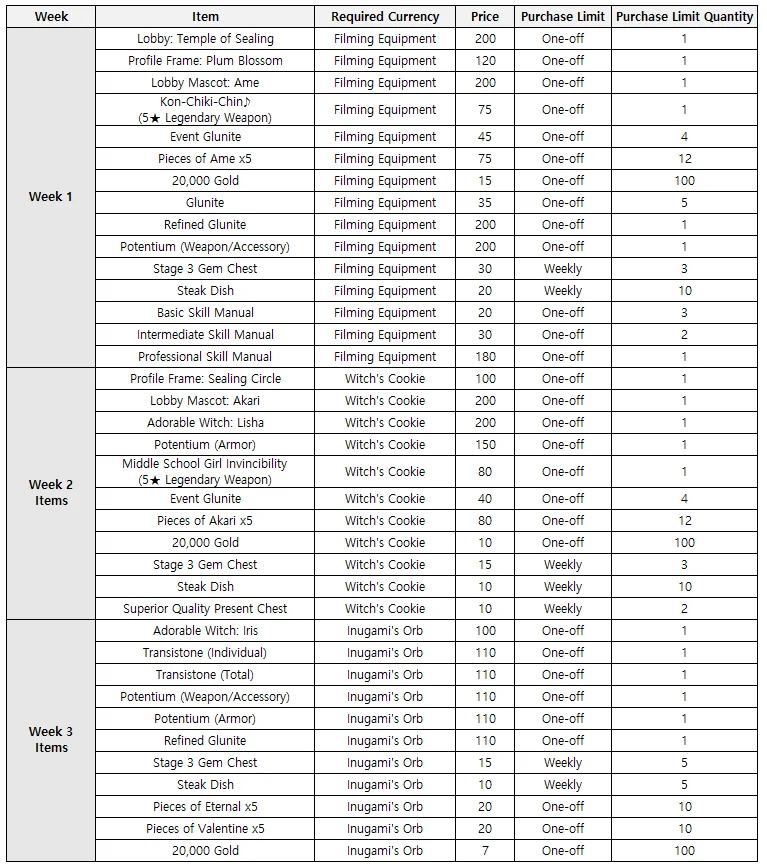 Week Item Required Currency Price Purchase Limit Purchase Limit Quantity
Lobby: Temple of Sealing Filming Equipment 200 One-off 1
Profile Frame: Plum Blossom Filming Equipment 120 One-off 1
Lobby Mascot: Ame Filming Equipment 200 One-off 1
Kon-Chiki-Chin♪
(5★ Legendary Weapon) Filming Equipment 75 One-off 1
Event Glunite Filming Equipment 45 One-off 4
Pieces of Ame x5 Filming Equipment 75 One-off 12
20,000 Gold Filming Equipment 15 One-off 100
Week 1 Glunite Filming Equipment 35 One-off 5
Refined Glunite Filming Equipment 200 One-off 1
Potentium (Weapon/Accessory) Filming Equipment 200 One-off 1
Stage 3 Gem Chest Filming Equipment 30 Weekly 3
Steak Dish Filming Equipment 20 Weekly 10
Basic Skill Manual Filming Equipment 20 One-off 3
Intermediate Skill Manual Filming Equipment 30 One-off 2
Professional Skill Manual Filming Equipment 180 One-off 1
Profile Frame: Sealing Circle Witch's Cookie 100 One-off 1
Lobby Mascot: Akari Witch's Cookie 200 One-off 1
Adorable Witch: Lisha Witch's Cookie 200 One-off 1
Potentium (Armor) Witch's Cookie 150 One-off 1
Middle School Girl Invincibility
(5★ Legendary Weapon) Witch's Cookie 80 One-off 1
Week 2
Items
Event Glunite Witch's Cookie 40 One-off 4
Pieces of Akari x5 Witch's Cookie 80 One-off 12
20,000 Gold Witch's Cookie 10 One-off 100
Stage 3 Gem Chest Witch's Cookie 15 Weekly 3
Steak Dish Witch's Cookie 10 Weekly 10
Superior Quality Present Chest Witch's Cookie 10 Weekly 2
Adorable Witch: Iris Inugami's Orb 100 One-off 1
Transistone (Individual) Inugami's Orb 110 One-off 1
Transistone (Total) Inugami's Orb 110 One-off 1
Potentium (Weapon/Accessory) Inugami's Orb 110 One-off 1
Potentium (Armor) Inugami's Orb 110 One-off 1
Week 3
Items
Refined Glunite Inugami's Orb 110 One-off 1
Stage 3 Gem Chest Inugami's Orb 15 Weekly 5
Steak Dish Inugami's Orb 10 Weekly 5
Pieces of Eternal x5 Inugami's Orb 20 One-off 10
Pieces of Valentine x5 Inugami's Orb 20 One-off 10
20,000 Gold Inugami's Orb 7 One-off 100